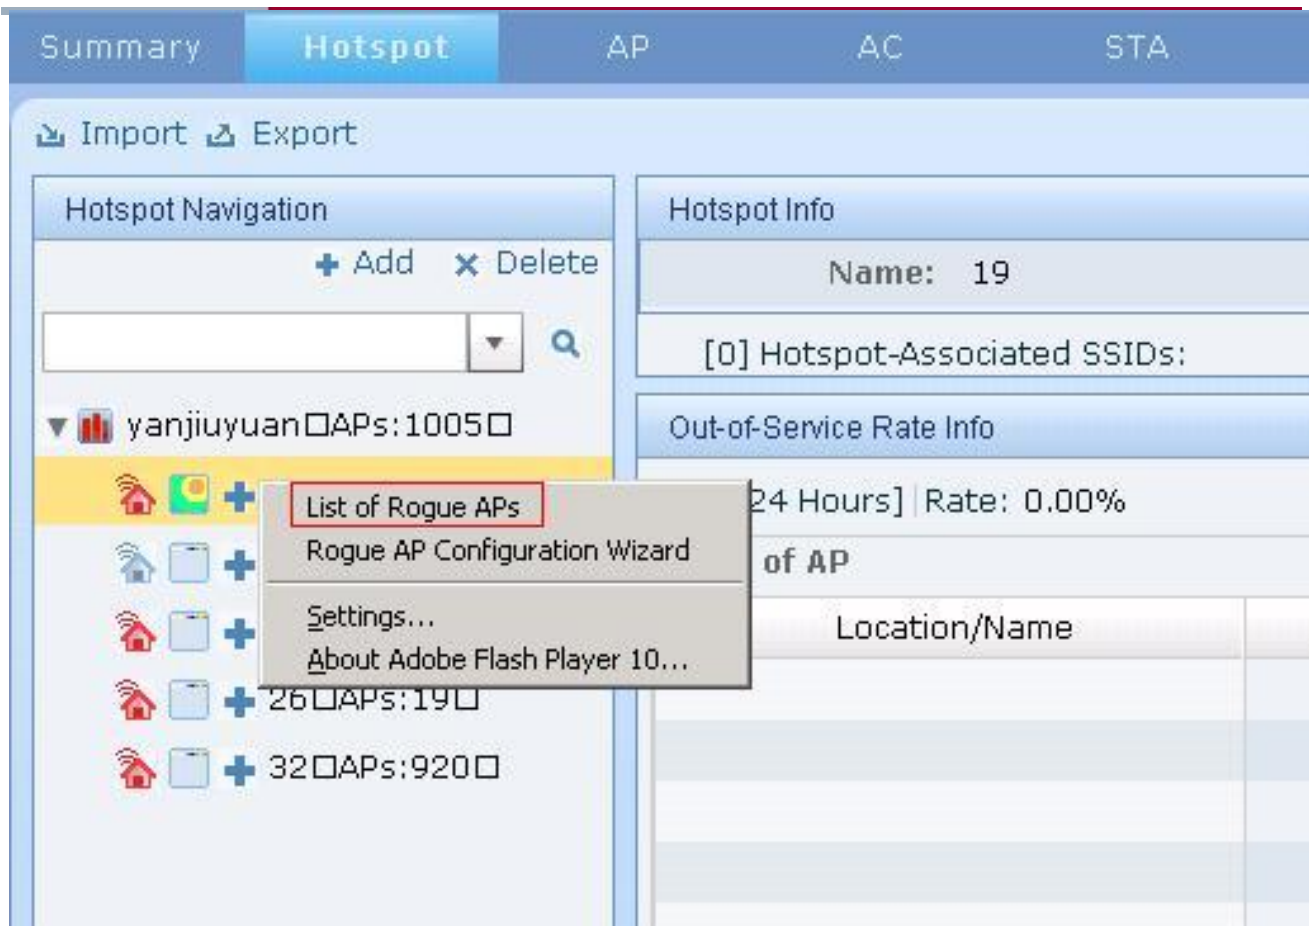 Summary Hotspot AP AC STA
Import Export
Hotspot Navigation
Add Delete
yanjiuyuan□APs:1005□
List of Rogue APs
Rogue AP Configuration Wizard
Settings...
About Adobe Flash Player 10...
26□APs:19□
32□APs:920□
Hotspot Info
Name: 19
[0] Hotspot-Associated SSIDs:
Out-of-Service Rate Info
24 Hours] Rate: 0.00%
of AP
Location/Name